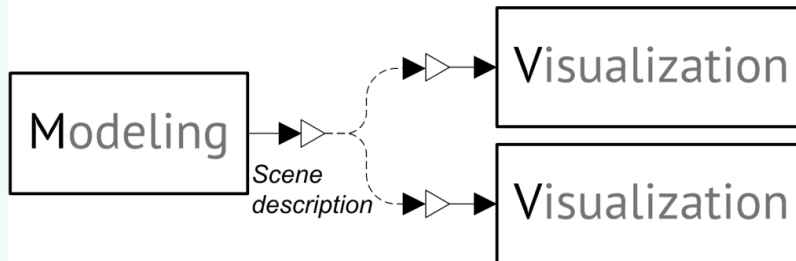 Visualization
Modeling
Scene
description
Visualization